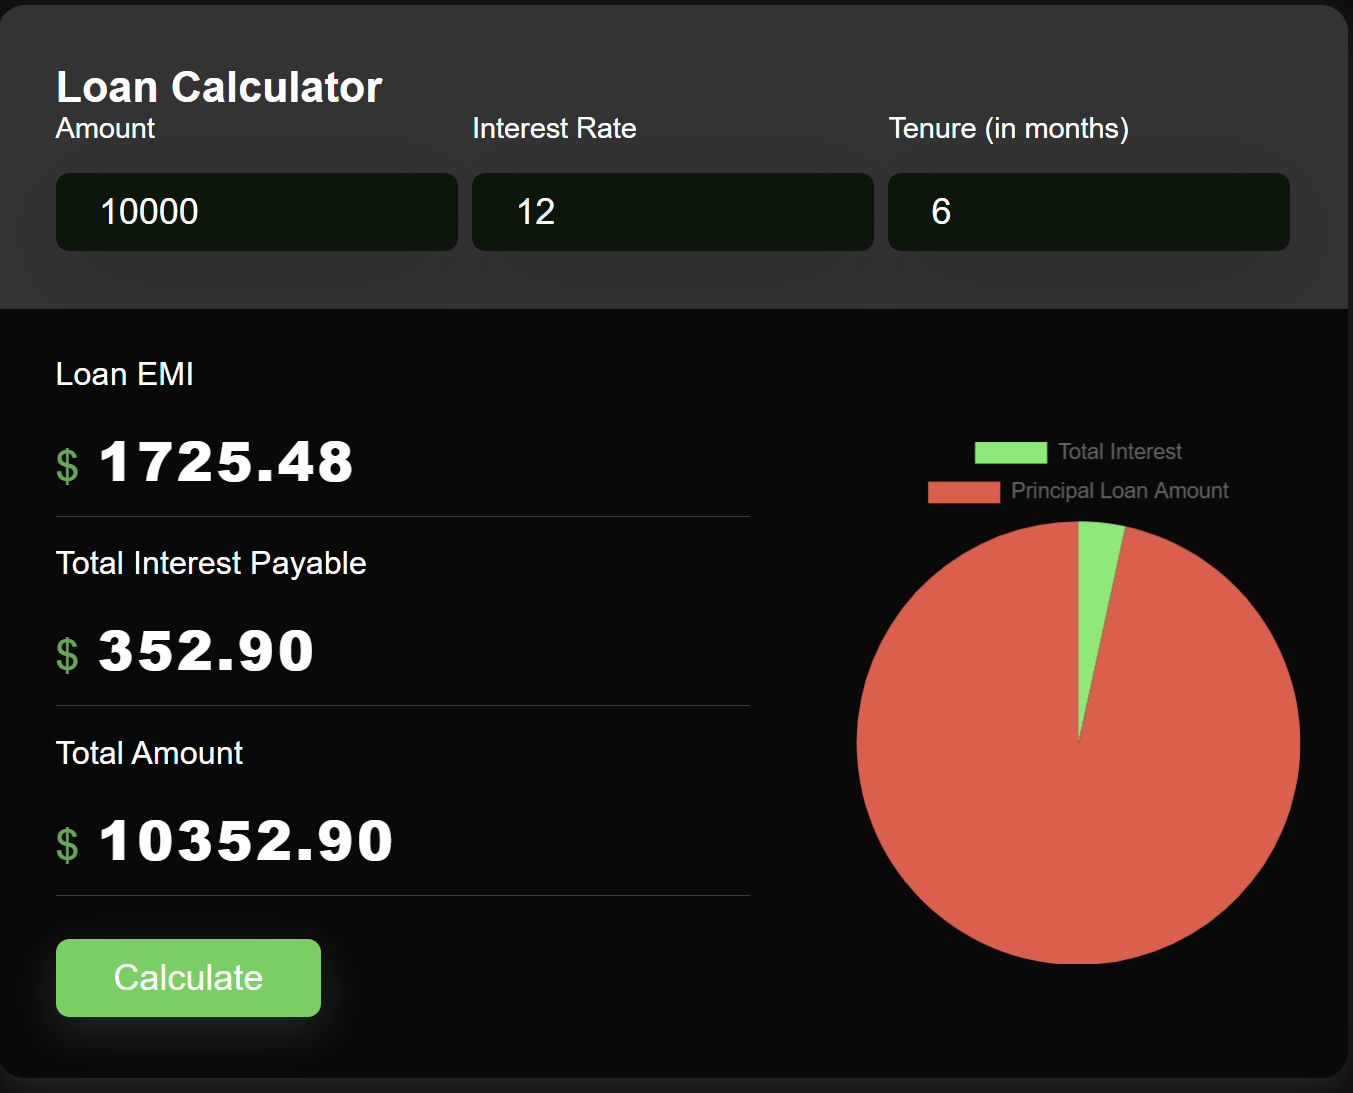 Loan Calculator
Amount Interest Rate Tenure (in months)
10000 12 6
Loan EMI
$ 1725.48
Total Interest Payable
$ 352.90
Total Amount
$ 10352.90
Calculate
Total Interest
Principal Loan Amount